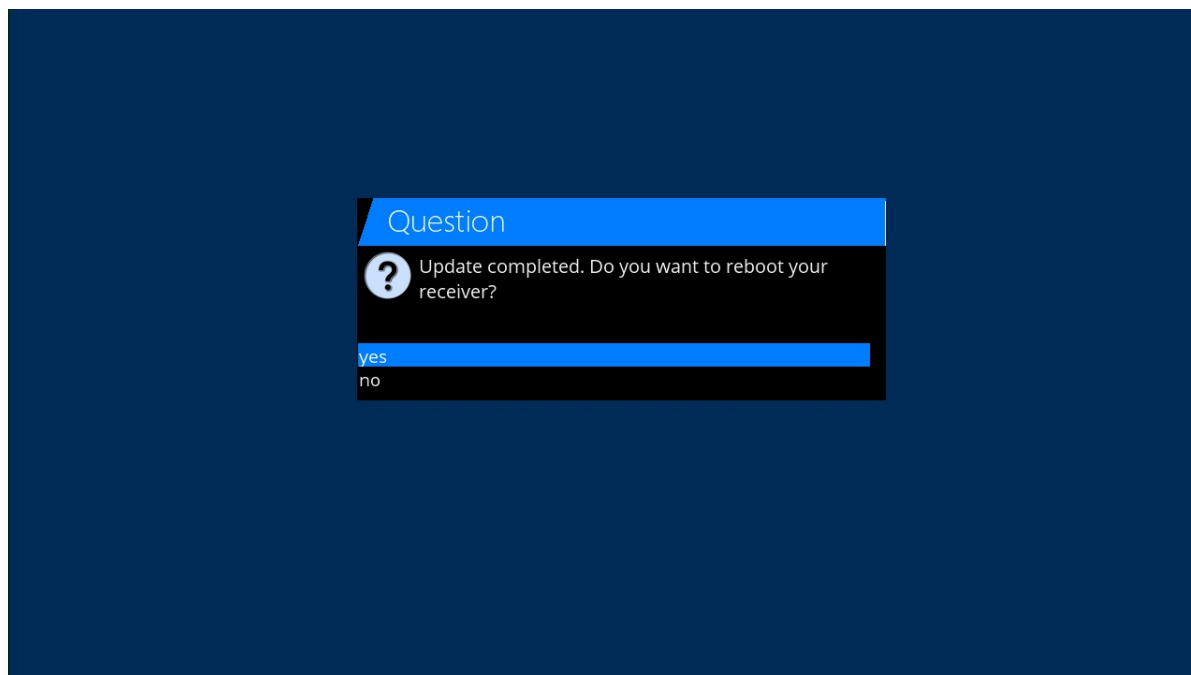 Question
Update completed. Do you want to reboot your
receiver?
yes
no